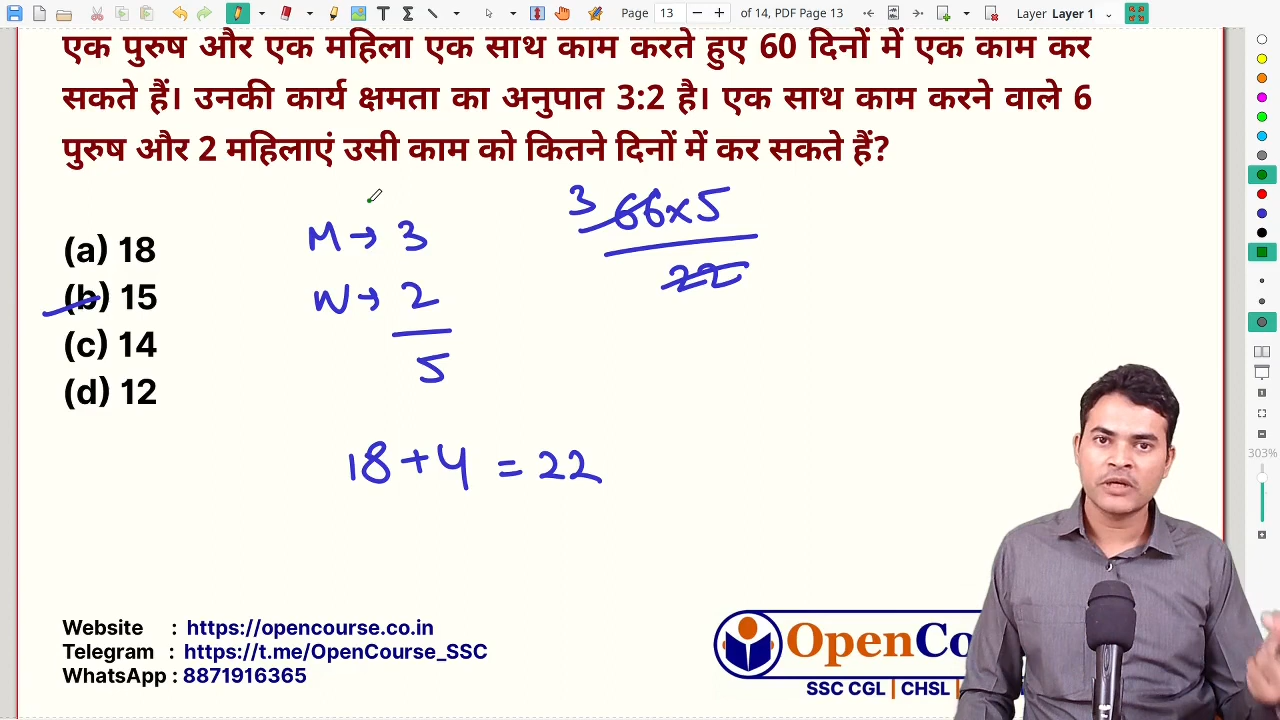 Page 13 of 14, PDF Page 13 Layer Layer 1
एक पुरुष और एक महिला एक साथ काम करते हुए 60 दिनों में एक काम कर
सकते हैं। उनकी कार्य क्षमता का अनुपात 3:2 है। एक साथ काम करने वाले 6
पुरुष और 2 महिलाएं उसी काम को कितने दिनों में कर सकते हैं?
(a) 18
(b) 15
(c) 14
(d) 12
M → 3
W → 2
5
3 66x5
22
18+4 = 22
303%
Website : https://opencourse.co.in
Telegram : https://t.me/OpenCourse_SSC
WhatsApp : 8871916365
OpenCo
SSC CGL | CHSL |